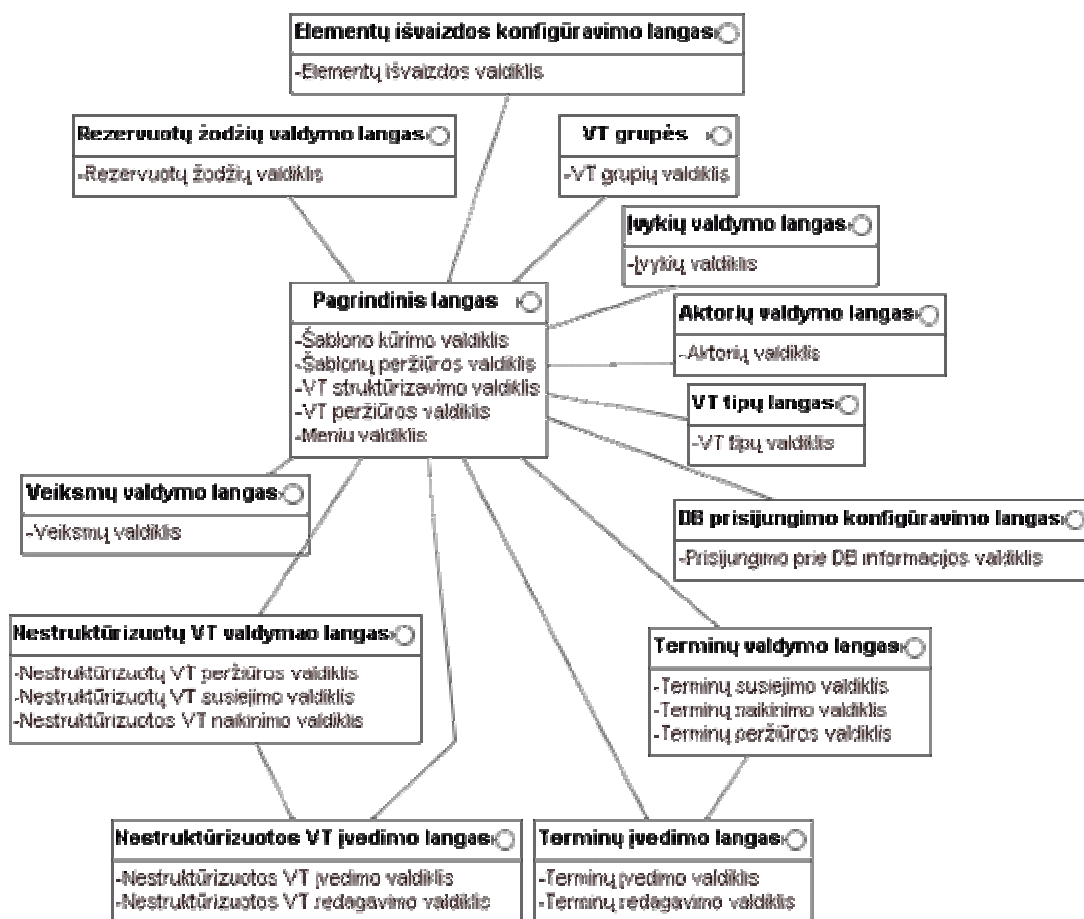 Elementų išvaizdos konfigūravimo langas
-Elementų išvaizdos valdiklis
Rezervuotų žodžių valdymo langas
-Rezervuotų žodžių valdiklis
VT grupės
-VT grupių valdiklis
Įvykių valdymo langas
-Įvykių valdiklis
Pagrindinis langas
-Šablono kūrimo valdiklis
-Šablonų peržiūros valdiklis
-VT struktūrizavimo valdiklis
-VT peržiūros valdiklis
-Meniu valdiklis
Aktorių valdymo langas
-Aktorių valdiklis
VT tipų langas
-VT tipų valdiklis
Veiksmų valdymo langas
-Veiksmų valdiklis
DB prisijungimo konfigūravimo langas
-Prisijungimo prie DB informacijos valdiklis
Nestruktūrizuotų VT valdymao langas
-Nestruktūrizuotų VT peržiūros valdiklis
-Nestruktūrizuotų VT susiejimo valdiklis
-Nestruktūrizuotos VT naikinimo valdiklis
Terminų valdymo langas
-Terminų susiejimo valdiklis
-Terminų naikinimo valdiklis
-Terminų peržiūros valdiklis
Nestruktūrizuotos VT įvedimo langas
-Nestruktūrizuotos VT įvedimo valdiklis
-Nestruktūrizuotos VT redagavimo valdiklis
Terminų įvedimo langas
-Terminų įvedimo valdiklis
-Terminų redagavimo valdiklis